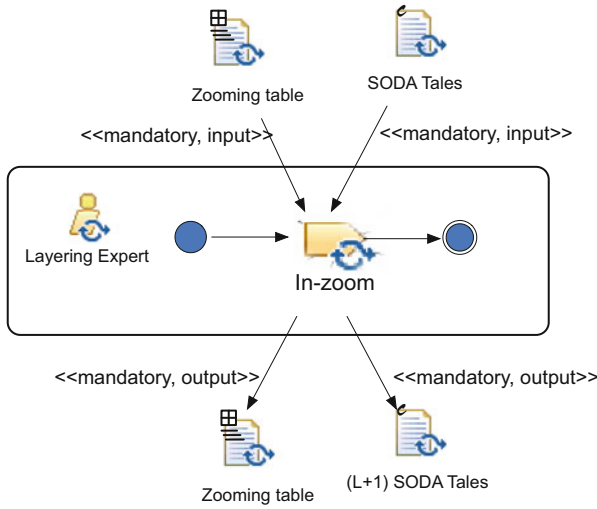 Zooming table
SODA Tales
<<mandatory, input>>
<<mandatory, input>>
Layering Expert
In-zoom
<<mandatory, output>>
<<mandatory, output>>
Zooming table
(L+1) SODA Tales